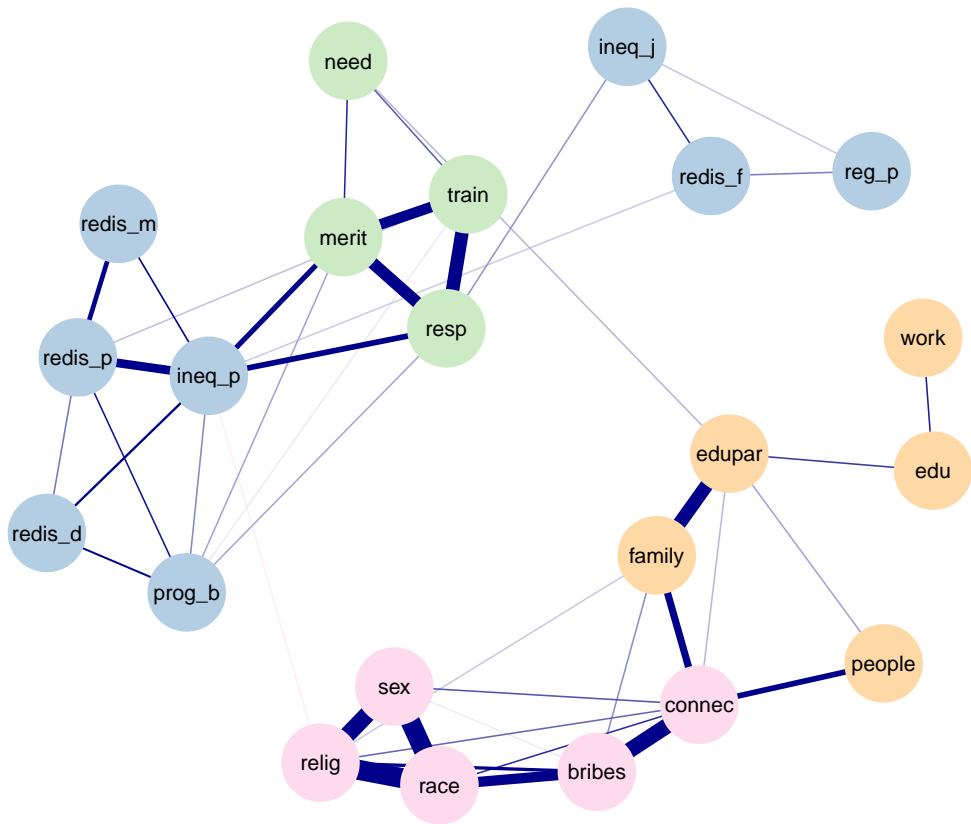 ineq_j
need
redis_f
reg_p
train
redis_m
merit
resp
work
redis_p
ineq_p
edupar
edu
redis_d
family
prog_b
people
sex
connec
relig
bribes
race